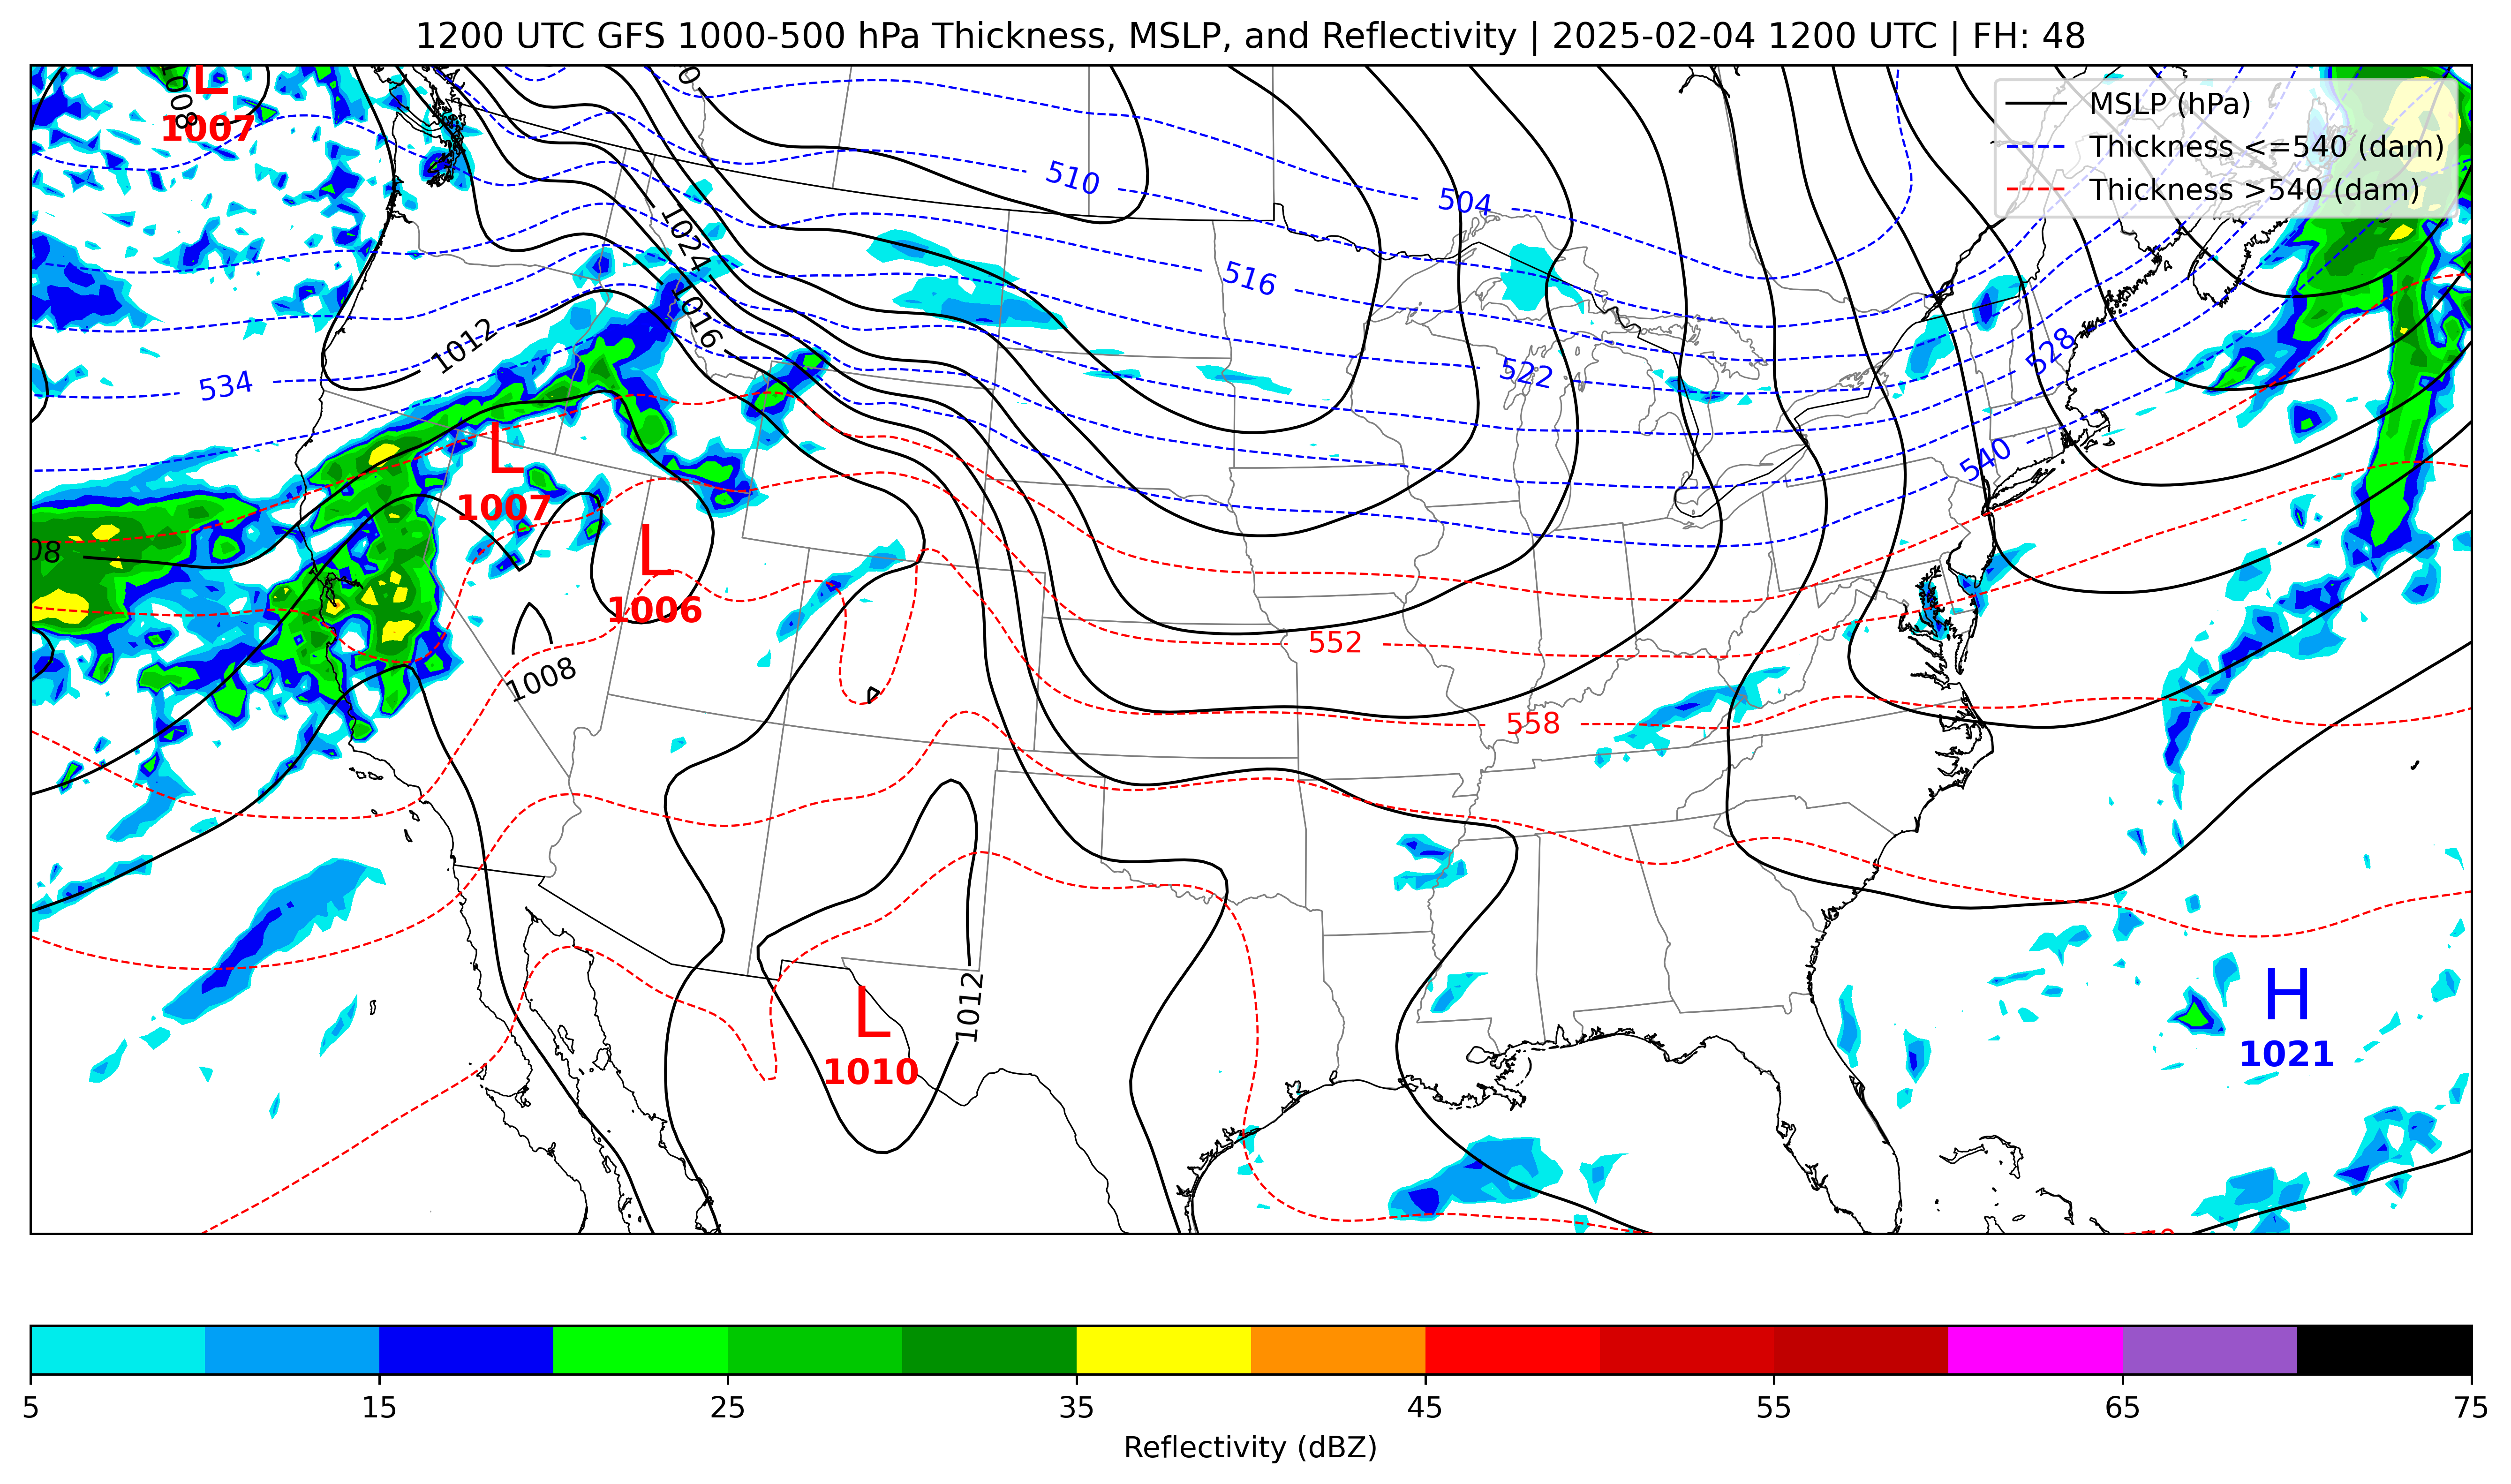 1200 UTC GFS 1000-500 hPa Thickness, MSLP, and Reflectivity | 2025-02-04 1200 UTC | FH: 48
MSLP (hPa)
Thickness <=540 (dam)
Thickness >540 (dam)
L
1008
1007
510
504
1024
516
1016
1012
534
522
528
L
1007
540
08
L
1006
552
1008
558
L
1010
1012
H
1021
5
15
25
35
45
55
65
75
Reflectivity (dBZ)